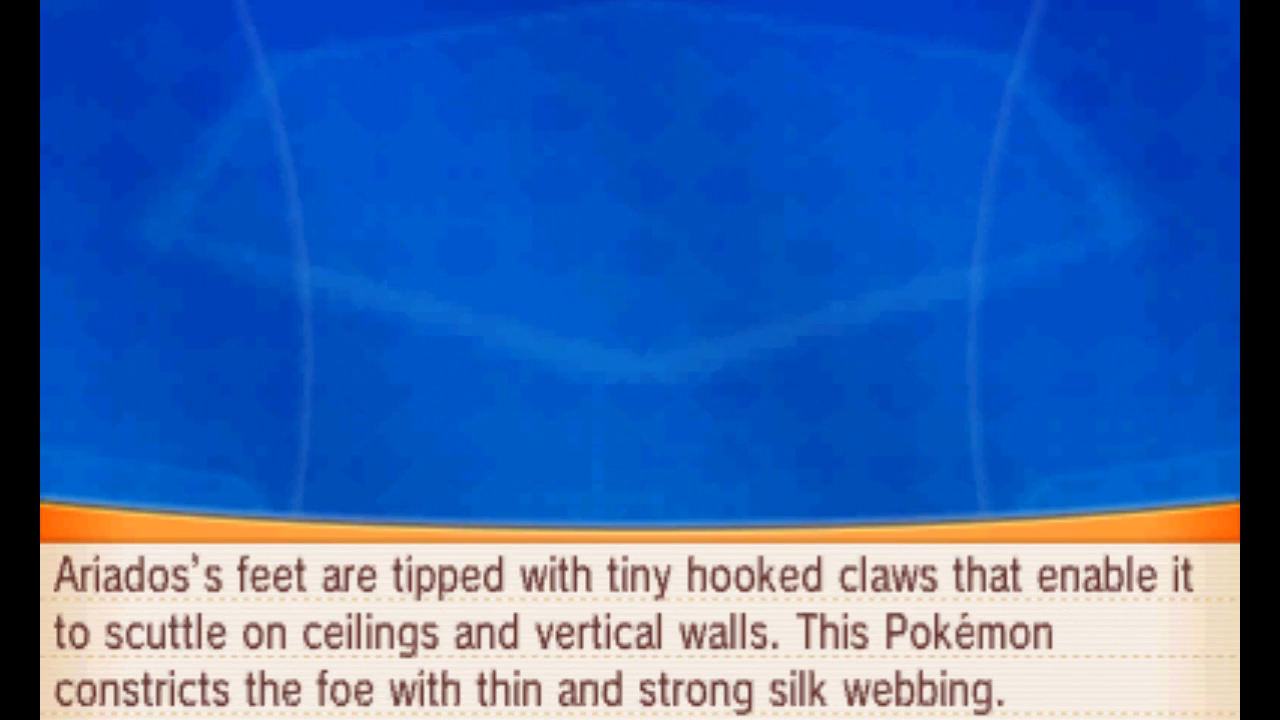 Ariados's feet are tipped with tiny hooked claws that enable it
to scuttle on ceilings and vertical walls. This Pokémon
constricts the foe with thin and strong silk webbing.